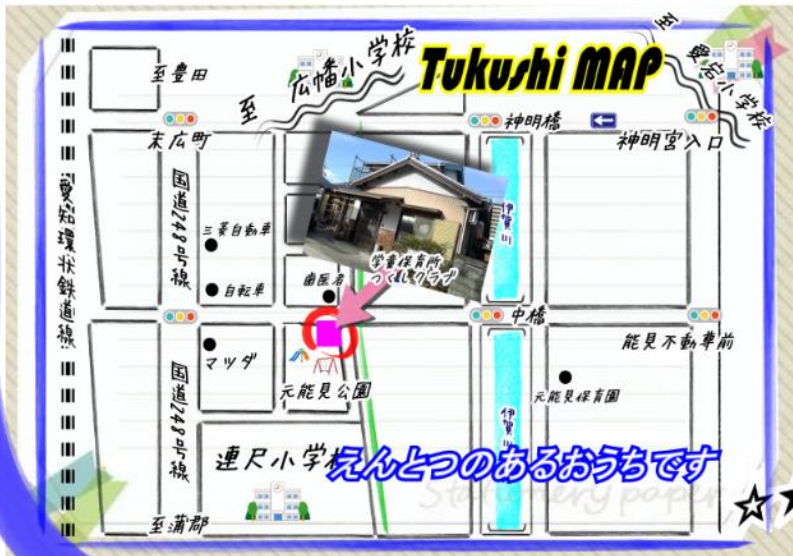 Tukushi MAP
至豊田
至
広幡小学校
至
愛宕小学校
末広町
神明橋
神明宮入口
愛知環状鉄道線
国道248号線
三菱自動車
自転車
歯医者
学童保育所
つくしクラブ
伊賀川
中橋
能見不動尊前
マツダ
元能見公園
元能見保育園
国道248号線
伊賀川
連尺小学校
えんとつのあるおうちです
Stationery paper
至蒲郡